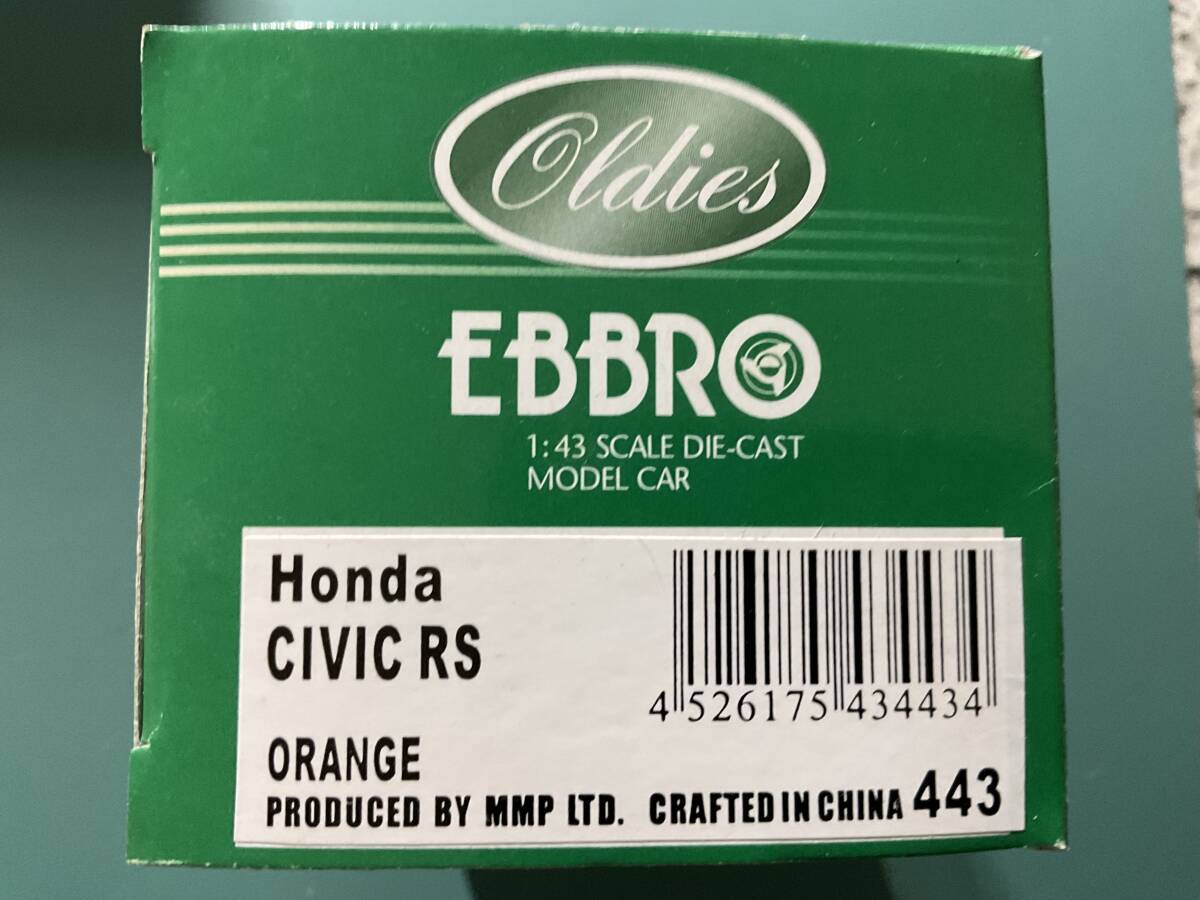 Oldies
EBBRO
1:43 SCALE DIE-CAST
MODEL CAR
Honda
CIVIC RS
4 526175 434434
ORANGE
PRODUCED BY MMP LTD. CRAFTED IN CHINA 443